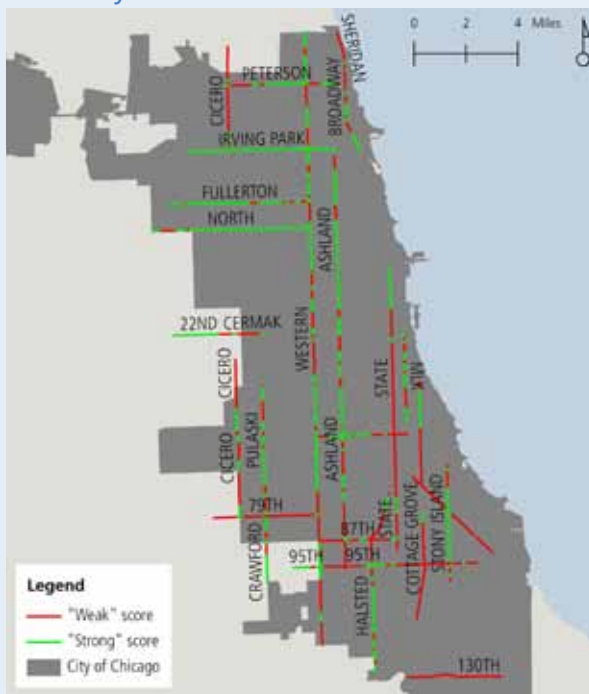 SHERIDAN
0 2 4 Miles
PETERSON
CICERO
BROADWAY
IRVING PARK
FULLERTON
NORTH
ASHLAND
22ND CERMAK
WESTERN
CICERO
STATE
MLK
CICERO
PULASKI
ASHLAND
79TH
87TH
STATE
COTTAGE GROVE
STONY ISLAND
CRAWFORD
95TH
95TH
HALSTED
130TH
Legend
"Weak" score
"Strong" score
City of Chicago